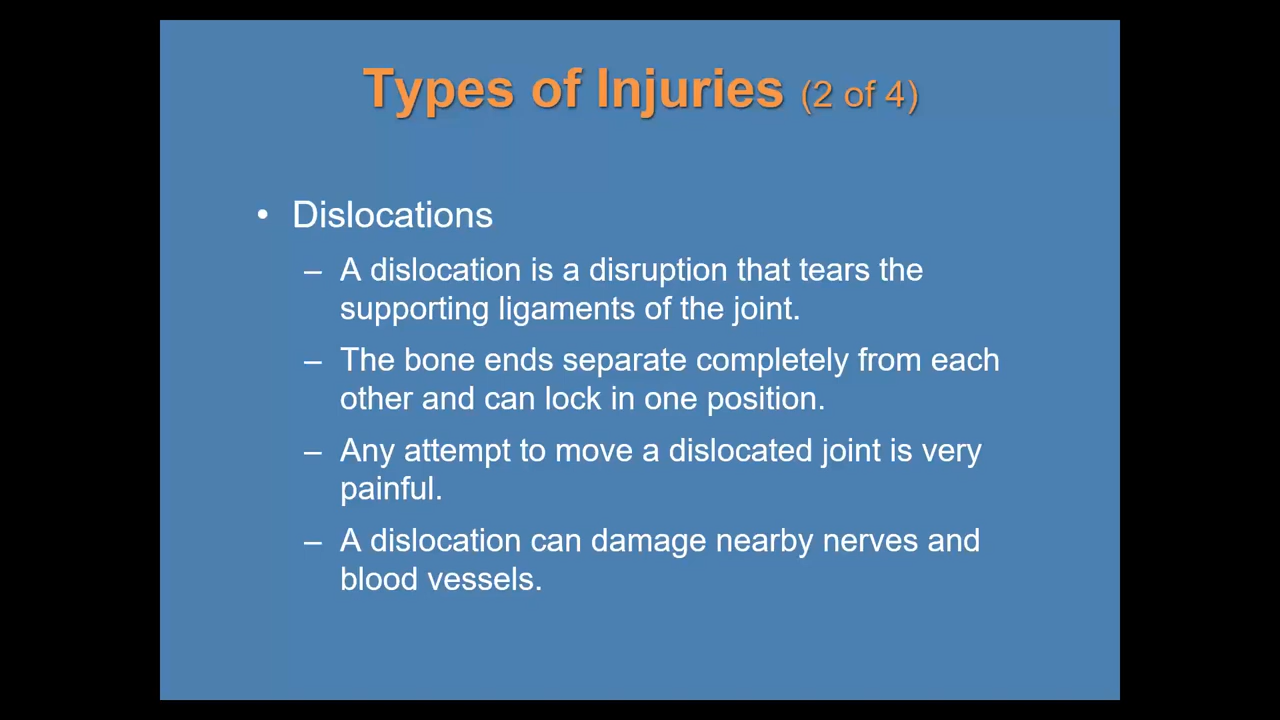 Types of Injuries (2 of 4)
• Dislocations
– A dislocation is a disruption that tears the
supporting ligaments of the joint.
– The bone ends separate completely from each
other and can lock in one position.
– Any attempt to move a dislocated joint is very
painful.
– A dislocation can damage nearby nerves and
blood vessels.